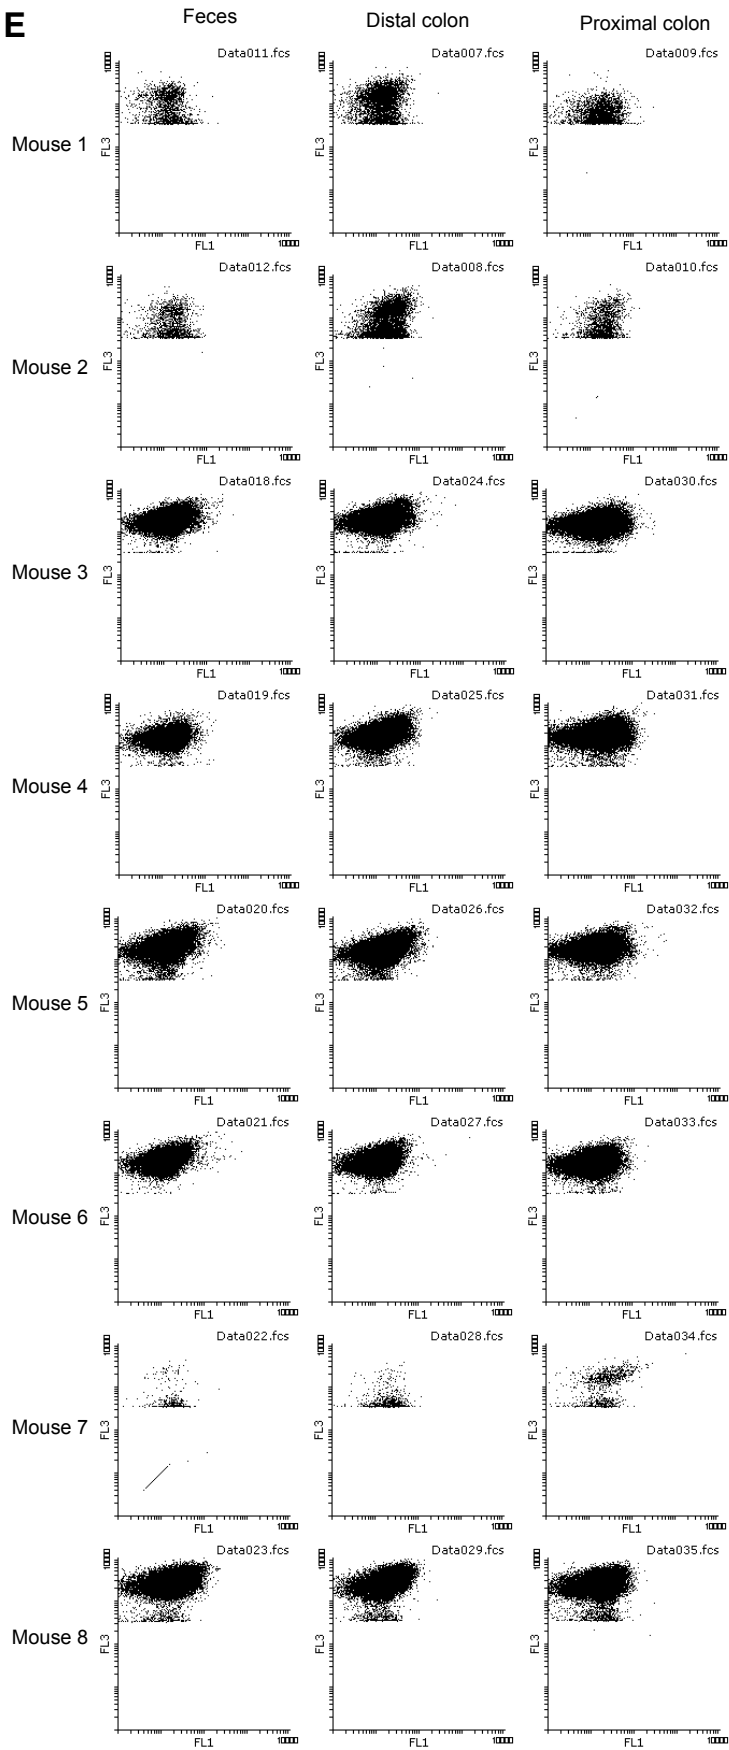 E
Feces Distal colon Proximal colon
Data011.fcs Data007.fcs Data009.fcs
Mouse 1
FL3 FL3 FL3
FL1 FL1 FL1
Data012.fcs Data008.fcs Data010.fcs
Mouse 2
FL3 FL3 FL3
FL1 FL1 FL1
Data018.fcs Data024.fcs Data030.fcs
Mouse 3
FL3 FL3 FL3
FL1 FL1 FL1
Data019.fcs Data025.fcs Data031.fcs
Mouse 4
FL3 FL3 FL3
FL1 FL1 FL1
Data020.fcs Data026.fcs Data032.fcs
Mouse 5
FL3 FL3 FL3
FL1 FL1 FL1
Data021.fcs Data027.fcs Data033.fcs
Mouse 6
FL3 FL3 FL3
FL1 FL1 FL1
Data022.fcs Data028.fcs Data034.fcs
Mouse 7
FL3 FL3 FL3
FL1 FL1 FL1
Data023.fcs Data029.fcs Data035.fcs
Mouse 8
FL3 FL3 FL3
FL1 FL1 FL1